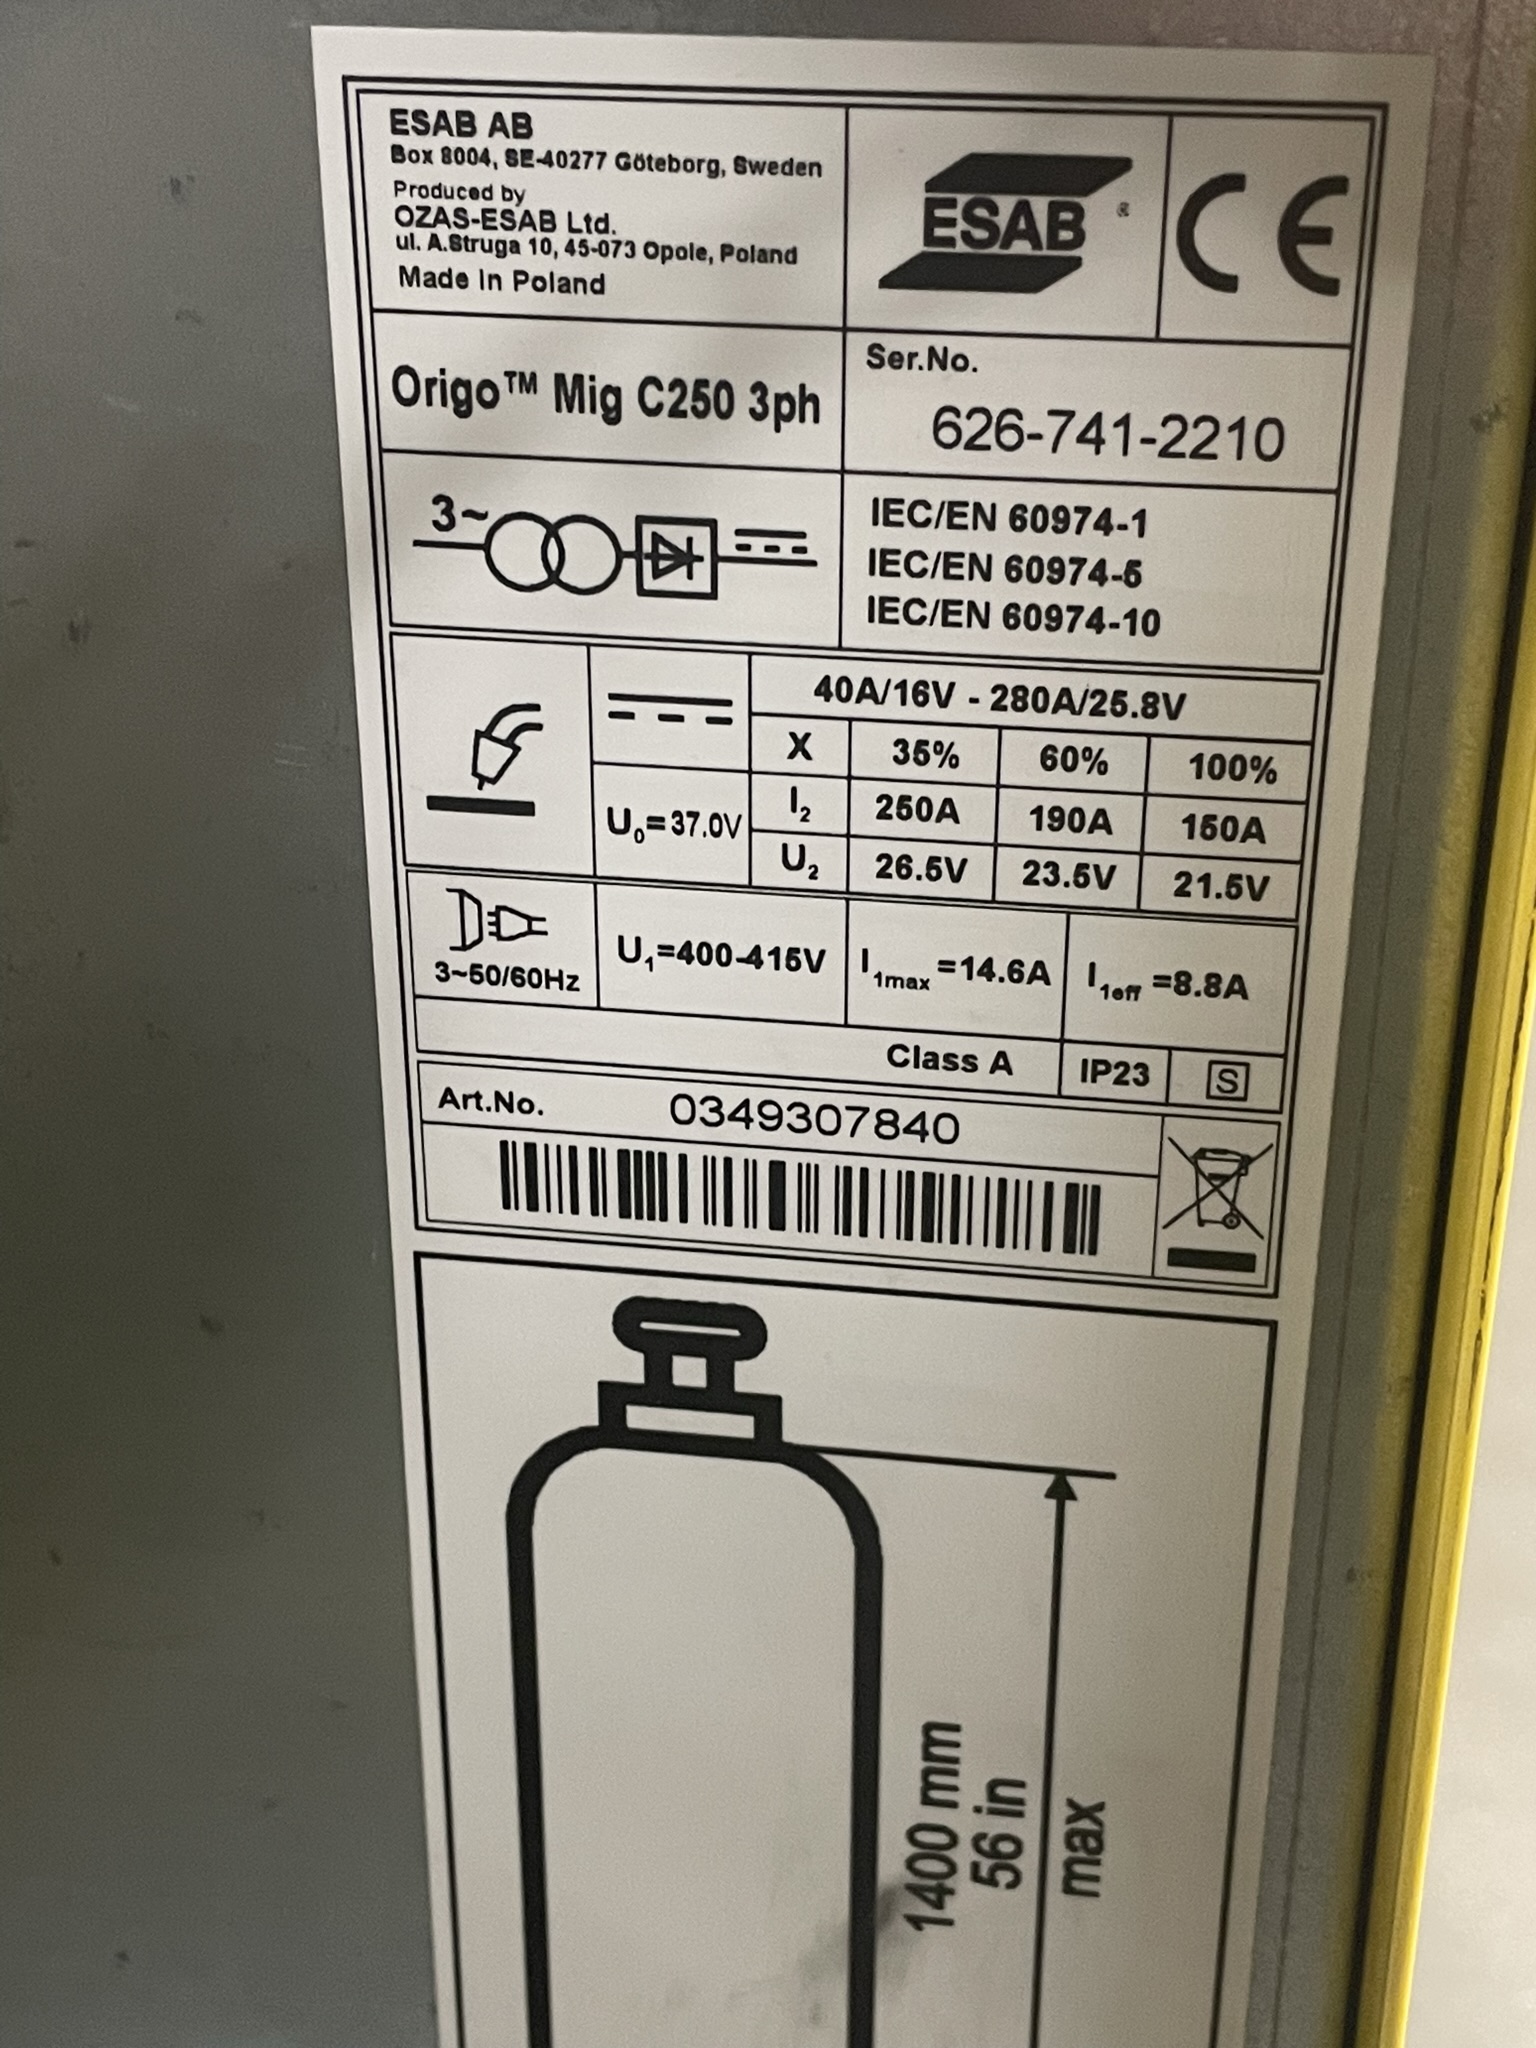 ESAB AB
Box 8004, SE-40277 Göteborg, Sweden
Produced by
OZAS-ESAB Ltd.
ul. A.Struga 10, 45-073 Opole, Poland
Made in Poland
ESAB ®
CE
Origo™ Mig C250 3ph
Ser.No.
626-741-2210
3~
IEC/EN 60974-1
IEC/EN 60974-5
IEC/EN 60974-10
40A/16V - 280A/25.8V
X 35% 60% 100%
U₀=37.0V
I₂ 250A 190A 150A
U₂ 26.5V 23.5V 21.5V
3~50/60Hz
U₁=400-415V
I₁max =14.6A
I₁eff =8.8A
Class A
IP23
S
Art.No. 0349307840
1400 mm
56 in
max